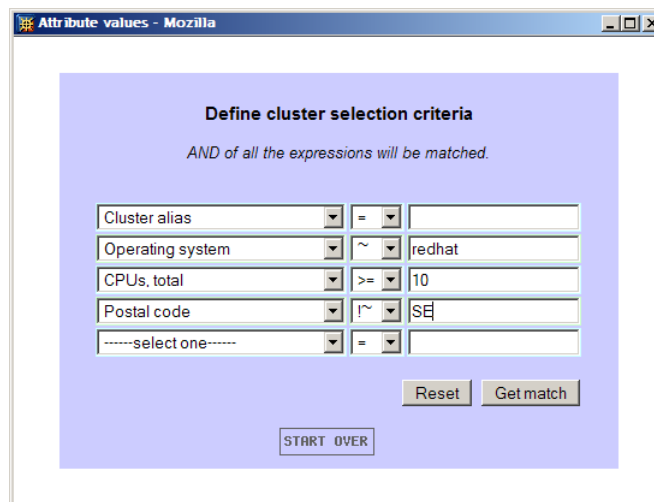 Attribute values - Mozilla
Define cluster selection criteria
AND of all the expressions will be matched.
Cluster alias =
Operating system ~ redhat
CPUs, total >= 10
Postal code !~ SE
------select one------ =
Reset Get match
START OVER